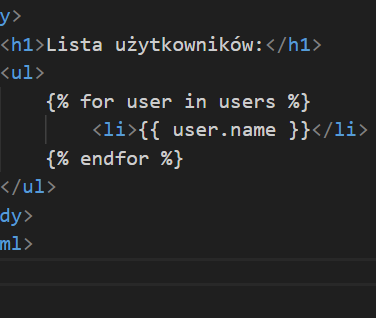 y>
<h1>Lista użytkowników:</h1>
<ul>
{% for user in users %}
<li>{{ user.name }}</li>
{% endfor %}
</ul>
dy>
ml>